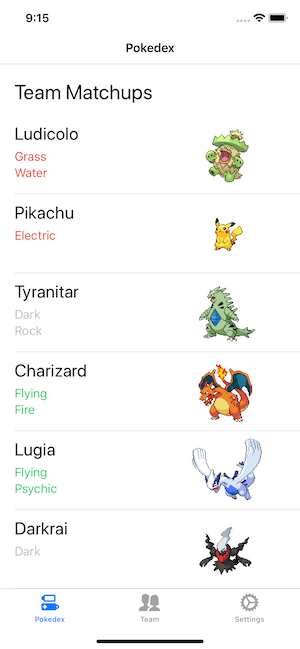 9:15
Pokedex
Team Matchups
Ludicolo
Grass
Water
Pikachu
Electric
Tyranitar
Dark
Rock
Charizard
Flying
Fire
Lugia
Flying
Psychic
Darkrai
Dark
Pokedex
Team
Settings